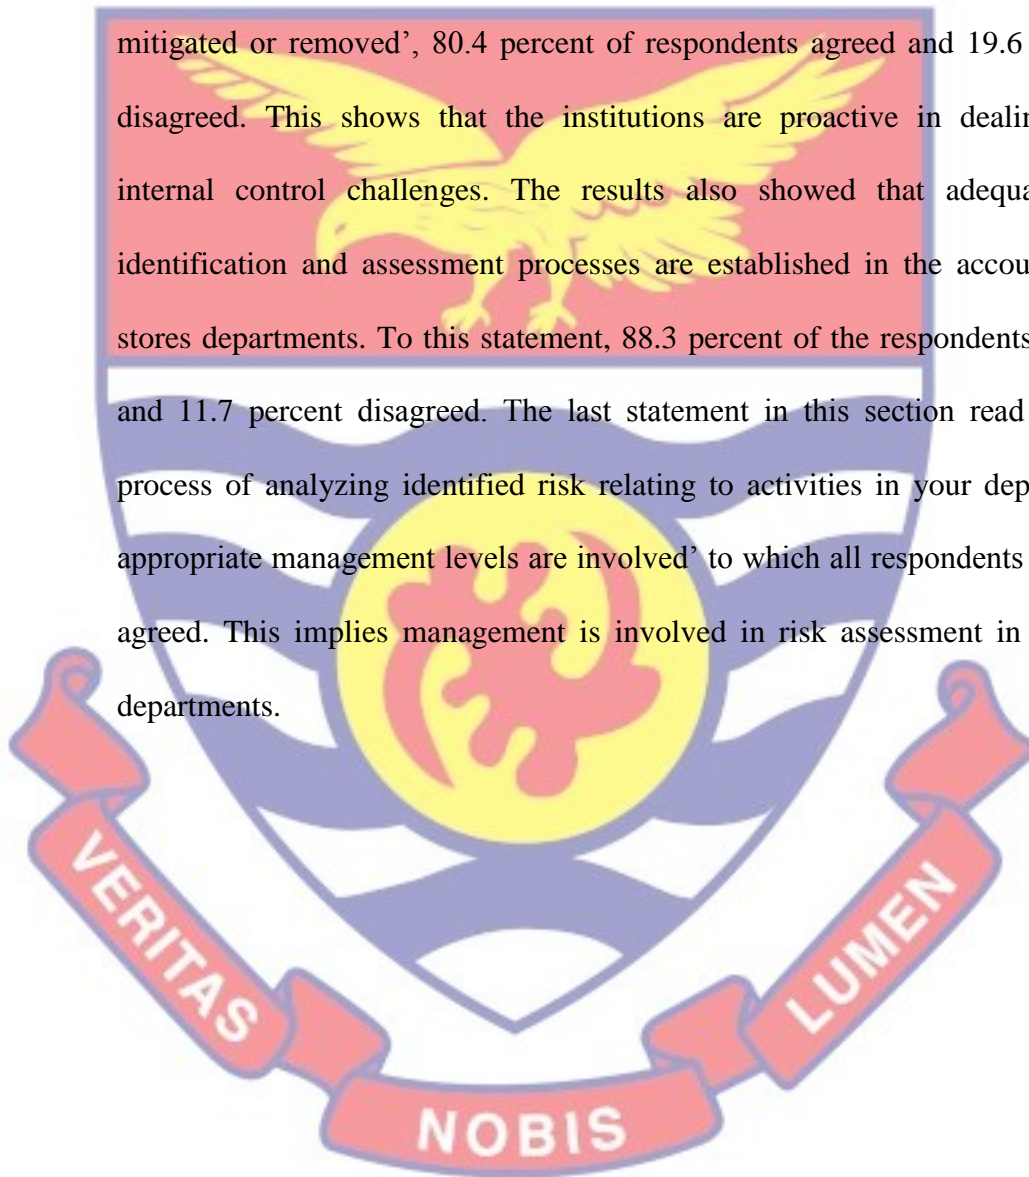 mitigated or removed’, 80.4 percent of respondents agreed and 19.6
disagreed. This shows that the institutions are proactive in
internal control challenges. The results also showed that
identification and assessment processes are established in the
stores departments. To this statement, 88.3 percent of the respondents
and 11.7 percent disagreed. The last statement in this section read
process of analyzing identified risk relating to activities in your
appropriate management levels are involved’ to which all respondents
agreed. This implies management is involved in risk assessment in
departments.
VERITAS
NOBIS
LUMEN